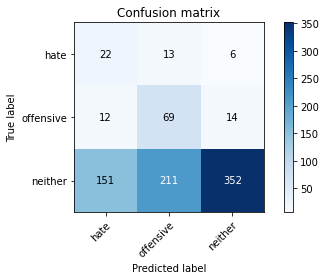 Confusion matrix
True label
hate 22 13 6
offensive 12 69 14
neither 151 211 352
hate offensive neither
Predicted label
350
300
250
200
150
100
50